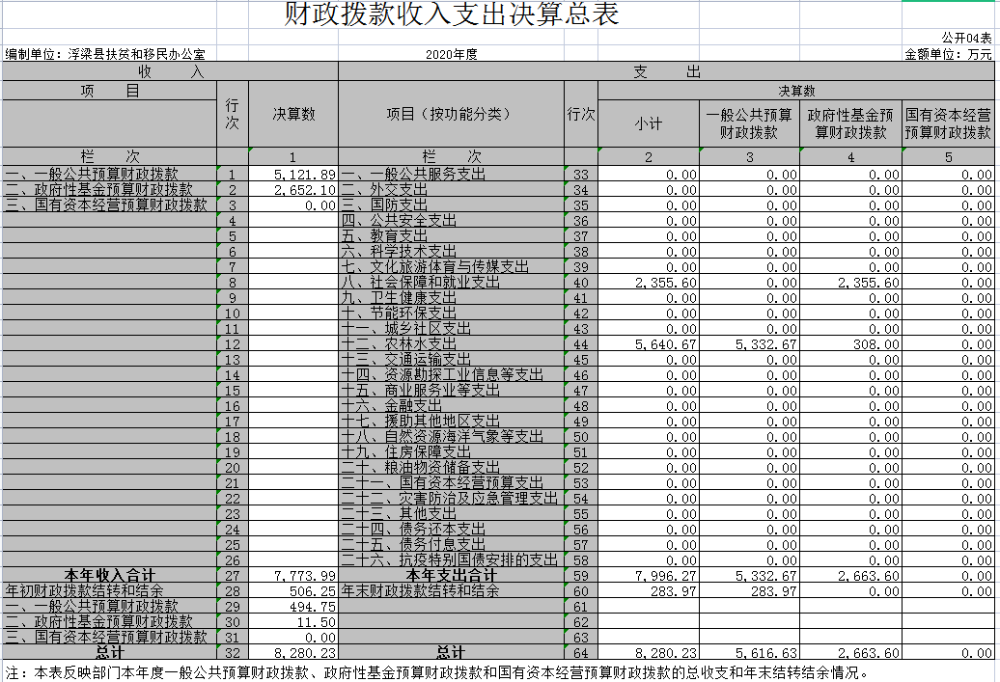 财政拨款收入支出决算总表
公开04表
编制单位：浮梁县扶贫和移民办公室 2020年度 金额单位：万元
收 入 支 出
项 目 行次 决算数 项目（按功能分类） 行次 决算数
小计 一般公共预算财政拨款 政府性基金预算财政拨款 国有资本经营预算财政拨款
栏 次 1 栏 次 2 3 4 5
一、一般公共预算财政拨款 1 5,121.89 一、一般公共服务支出 33 0.00 0.00 0.00 0.00
二、政府性基金预算财政拨款 2 2,652.10 二、外交支出 34 0.00 0.00 0.00 0.00
三、国有资本经营预算财政拨款 3 0.00 三、国防支出 35 0.00 0.00 0.00 0.00
4 四、公共安全支出 36 0.00 0.00 0.00 0.00
5 五、教育支出 37 0.00 0.00 0.00 0.00
6 六、科学技术支出 38 0.00 0.00 0.00 0.00
7 七、文化旅游体育与传媒支出 39 0.00 0.00 0.00 0.00
8 八、社会保障和就业支出 40 2,355.60 0.00 2,355.60 0.00
9 九、卫生健康支出 41 0.00 0.00 0.00 0.00
10 十、节能环保支出 42 0.00 0.00 0.00 0.00
11 十一、城乡社区支出 43 0.00 0.00 0.00 0.00
12 十二、农林水支出 44 5,640.67 5,332.67 308.00 0.00
13 十三、交通运输支出 45 0.00 0.00 0.00 0.00
14 十四、资源勘探工业信息等支出 46 0.00 0.00 0.00 0.00
15 十五、商业服务业等支出 47 0.00 0.00 0.00 0.00
16 十六、金融支出 48 0.00 0.00 0.00 0.00
17 十七、援助其他地区支出 49 0.00 0.00 0.00 0.00
18 十八、自然资源海洋气象等支出 50 0.00 0.00 0.00 0.00
19 十九、住房保障支出 51 0.00 0.00 0.00 0.00
20 二十、粮油物资储备支出 52 0.00 0.00 0.00 0.00
21 二十一、国有资本经营预算支出 53 0.00 0.00 0.00 0.00
22 二十二、灾害防治及应急管理支出 54 0.00 0.00 0.00 0.00
23 二十三、其他支出 55 0.00 0.00 0.00 0.00
24 二十四、债务还本支出 56 0.00 0.00 0.00 0.00
25 二十五、债务付息支出 57 0.00 0.00 0.00 0.00
26 二十六、抗疫特别国债安排的支出 58 0.00 0.00 0.00 0.00
本年收入合计 27 7,773.99 本年支出合计 59 7,996.27 5,332.67 2,663.60 0.00
年初财政拨款结转和结余 28 506.25 年末财政拨款结转和结余 60 283.97 283.97 0.00 0.00
一、一般公共预算财政拨款 29 494.75 61
二、政府性基金预算财政拨款 30 11.50 62
三、国有资本经营预算财政拨款 31 0.00 63
总计 32 8,280.23 总计 64 8,280.23 5,616.63 2,663.60 0.00
注：本表反映部门本年度一般公共预算财政拨款、政府性基金预算财政拨款和国有资本经营预算财政拨款的总收支和年末结转结余情况。